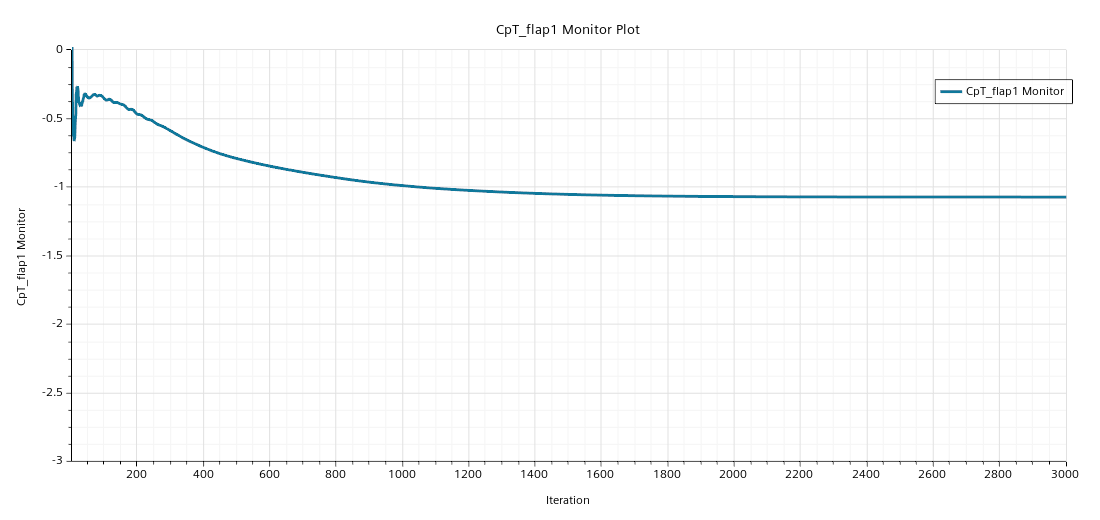 CpT_flap1 Monitor Plot
CpT_flap1 Monitor
CpT_flap1 Monitor
0
-0.5
-1
-1.5
-2
-2.5
-3
200 400 600 800 1000 1200 1400 1600 1800 2000 2200 2400 2600 2800 3000
Iteration